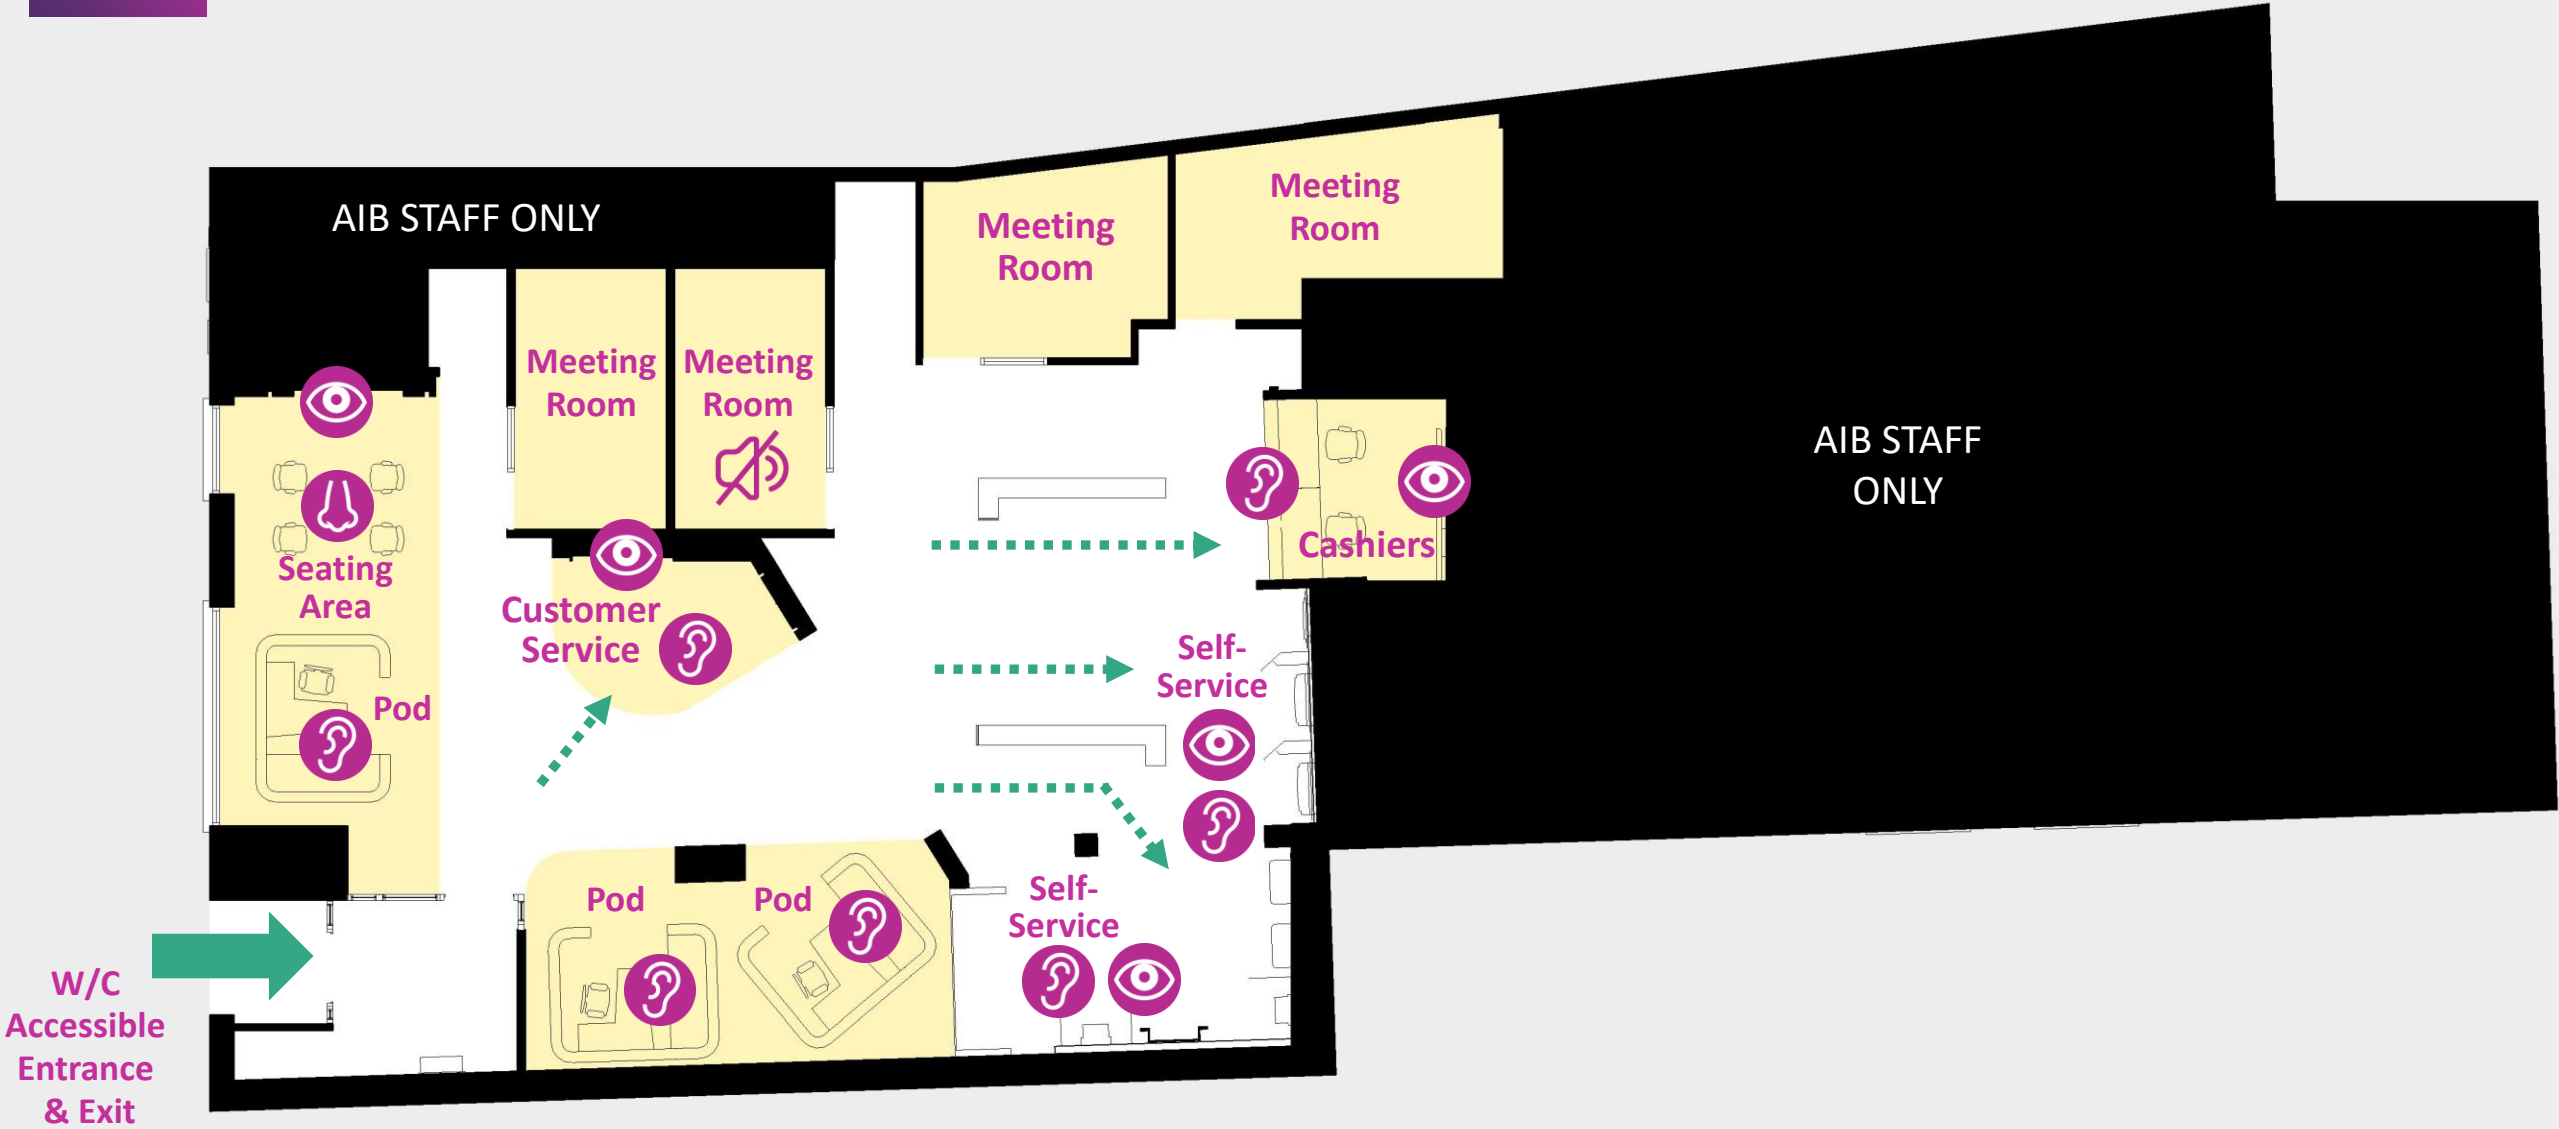 AIB STAFF ONLY
Meeting
Room
Meeting
Room
Meeting
Room
Meeting
Room
AIB STAFF
ONLY
Cashiers
Seating
Area
Customer
Service
Self-
Service
Pod
Pod
Pod
Self-
Service
W/C
Accessible
Entrance
& Exit